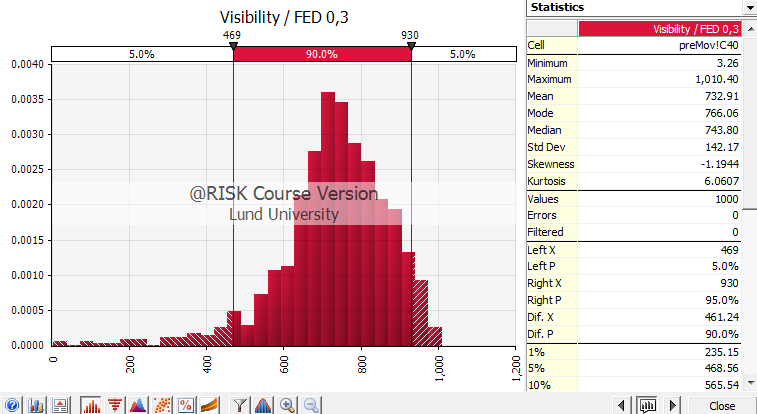 Visibility / FED 0,3
469
930
5.0%
90.0%
5.0%
0.0040
0.0035
0.0030
0.0025
0.0020
0.0015
0.0010
0.0005
0.0000
0
200
400
600
800
1,000
1,200
@RISK Course Version
Lund University
Statistics
Visibility / FED 0,3
Cell preMov!C40
Minimum 3.26
Maximum 1,010.40
Mean 732.91
Mode 766.06
Median 743.80
Std Dev 142.17
Skewness -1.1944
Kurtosis 6.0607
Values 1000
Errors 0
Filtered 0
Left X 469
Left P 5.0%
Right X 930
Right P 95.0%
Dif. X 461.24
Dif. P 90.0%
1% 235.15
5% 468.56
10% 565.54
Close